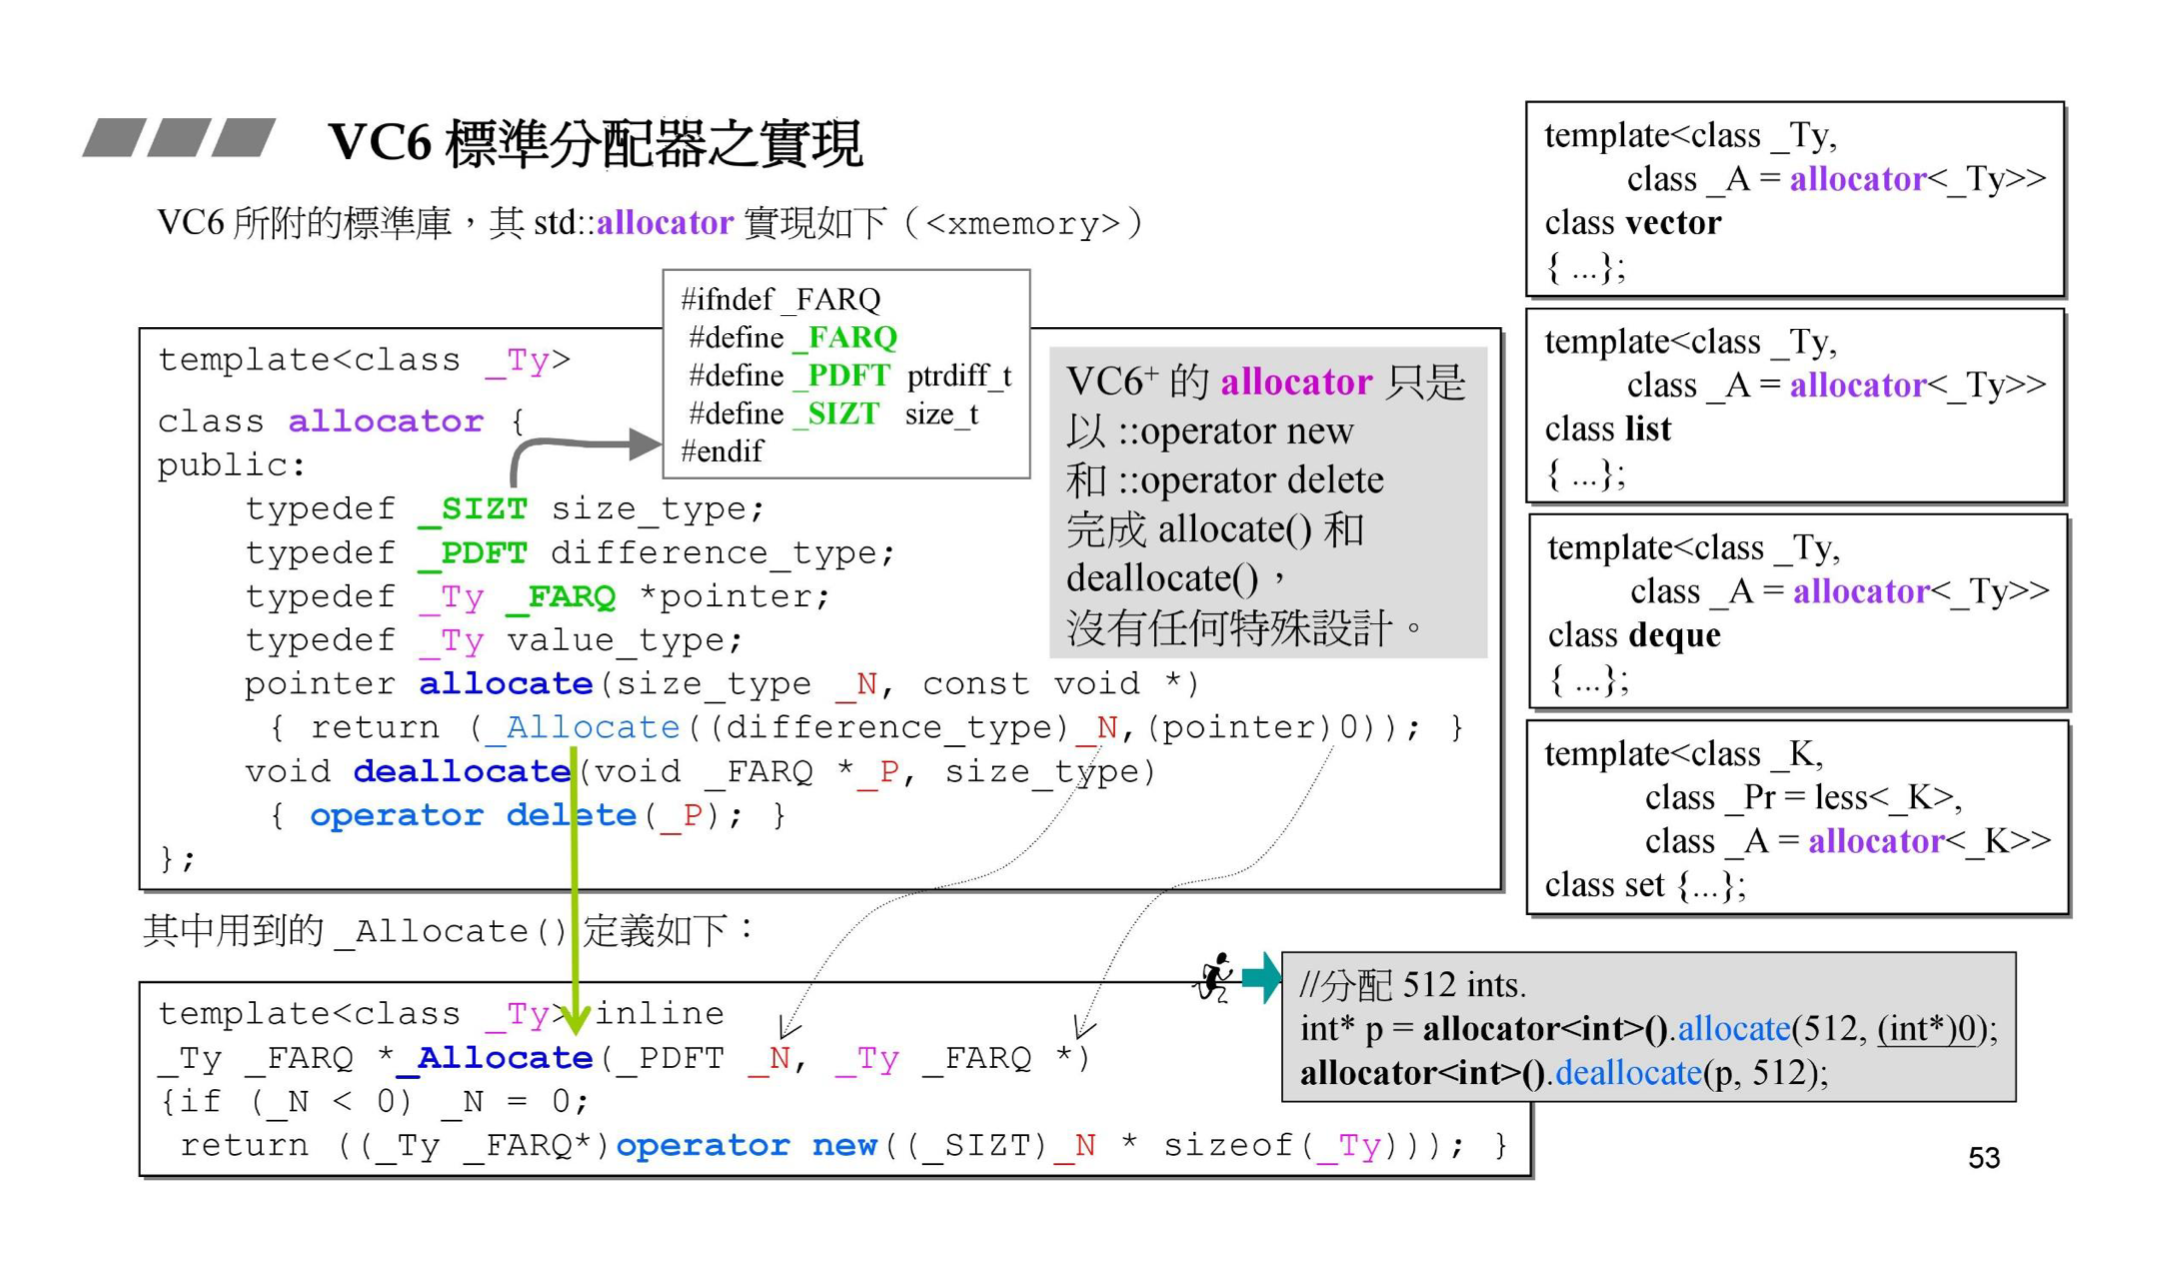 VC6 標準分配器之實現
VC6 所附的標準庫，其 std::allocator 實現如下（<xmemory>）
#ifndef _FARQ
#define _FARQ
#define _PDFT ptrdiff_t
#define _SIZT size_t
#endif
template<class _Ty>
class allocator {
public:
typedef _SIZT size_type;
typedef _PDFT difference_type;
typedef _Ty _FARQ *pointer;
typedef _Ty value_type;
pointer allocate(size_type _N, const void *)
{ return (_Allocate((difference_type)_N,(pointer)0)); }
void deallocate(void _FARQ *_P, size_type)
{ operator delete(_P); }
};
VC6+ 的 allocator 只是
以 ::operator new
和 ::operator delete
完成 allocate() 和
deallocate()，
沒有任何特殊設計。
其中用到的 _Allocate() 定義如下：
template<class _Ty> inline
_Ty _FARQ *_Allocate(_PDFT _N, _Ty _FARQ *)
{if (_N < 0) _N = 0;
return ((_Ty _FARQ*)operator new((_SIZT)_N * sizeof(_Ty))); }
template<class _Ty,
class _A = allocator<_Ty>>
class vector
{ ...};
template<class _Ty,
class _A = allocator<_Ty>>
class list
{ ...};
template<class _Ty,
class _A = allocator<_Ty>>
class deque
{ ...};
template<class _K,
class _Pr = less<_K>,
class _A = allocator<_K>>
class set {...};
//分配 512 ints.
int* p = allocator<int>().allocate(512, (int*)0);
allocator<int>().deallocate(p, 512);
53